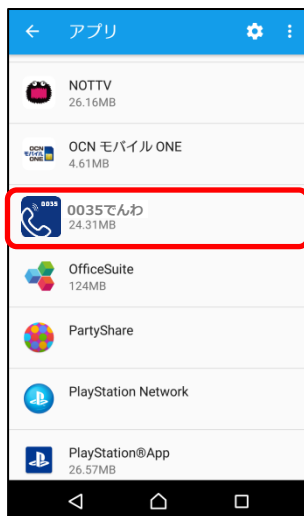 アプリ
NOTTV
26.16MB
OCN
モバイル
ONE
OCN モバイル ONE
4.61MB
0035
0035でんわ
24.31MB
OfficeSuite
124MB
PartyShare
PlayStation Network
PlayStation®App
26.57MB